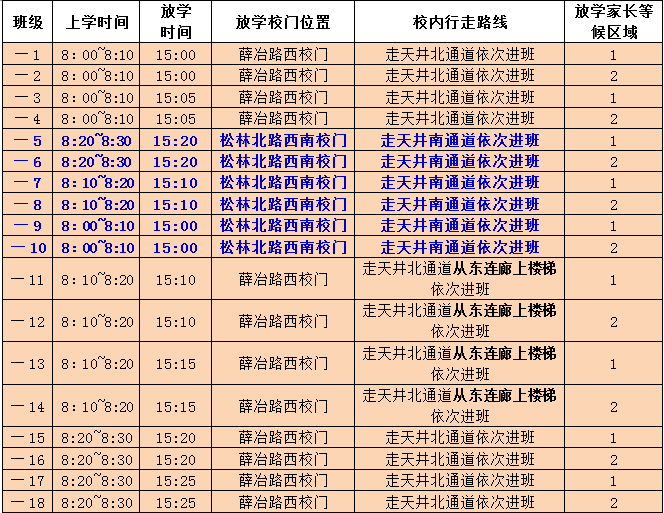 班级 上学时间 放学时间 放学校门位置 校内行走路线 放学家长等候区域
一1 8：00~8:10 15:00 薛冶路西校门 走天井北通道依次进班 1
一2 8：00~8:10 15:00 薛冶路西校门 走天井北通道依次进班 2
一3 8：00~8:10 15:05 薛冶路西校门 走天井北通道依次进班 1
一4 8：00~8:10 15:05 薛冶路西校门 走天井北通道依次进班 2
一5 8:20~8:30 15:20 松林北路西南校门 走天井南通道依次进班 1
一6 8:20~8:30 15:20 松林北路西南校门 走天井南通道依次进班 2
一7 8：10~8:20 15:10 松林北路西南校门 走天井南通道依次进班 1
一8 8：10~8:20 15:10 松林北路西南校门 走天井南通道依次进班 2
一9 8：00~8:10 15:00 松林北路西南校门 走天井南通道依次进班 1
一10 8：00~8:10 15:00 松林北路西南校门 走天井南通道依次进班 2
一11 8：10~8:20 15:10 薛冶路西校门 走天井北通道从东连廊上楼梯依次进班 1
一12 8：10~8:20 15:10 薛冶路西校门 走天井北通道从东连廊上楼梯依次进班 2
一13 8：10~8:20 15:15 薛冶路西校门 走天井北通道从东连廊上楼梯依次进班 1
一14 8：10~8:20 15:15 薛冶路西校门 走天井北通道从东连廊上楼梯依次进班 2
一15 8:20~8:30 15:20 薛冶路西校门 走天井北通道依次进班 1
一16 8:20~8:30 15:20 薛冶路西校门 走天井北通道依次进班 2
一17 8:20~8:30 15:25 薛冶路西校门 走天井北通道依次进班 1
一18 8:20~8:30 15:25 薛冶路西校门 走天井北通道依次进班 2